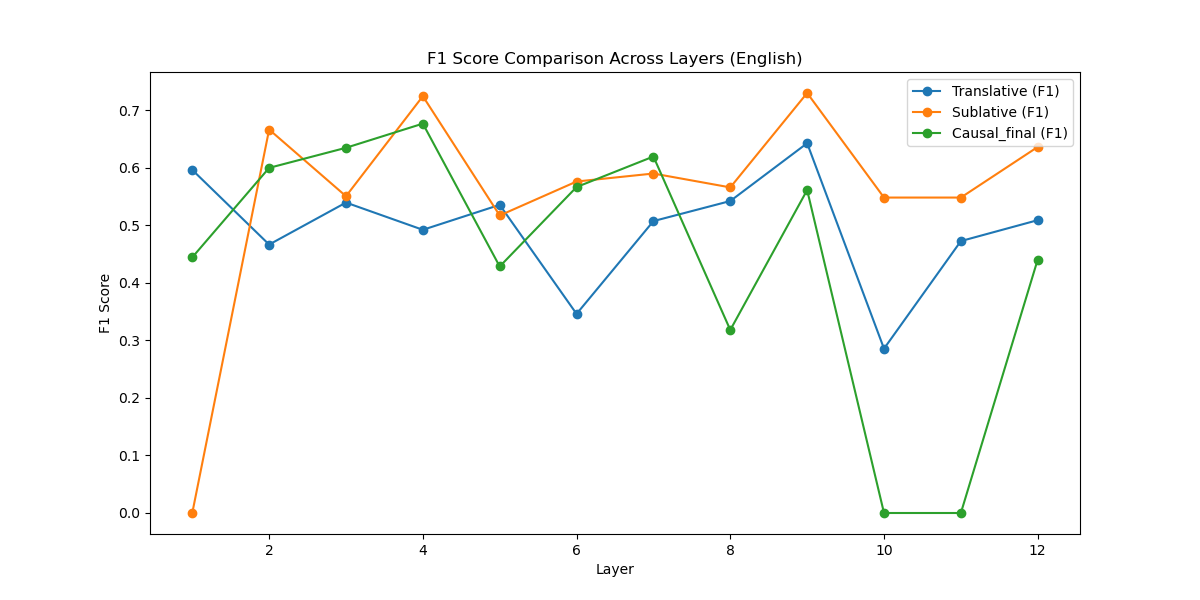 F1 Score Comparison Across Layers (English)
Translative (F1)
Sublative (F1)
Causal_final (F1)
F1 Score
0.7
0.6
0.5
0.4
0.3
0.2
0.1
0.0
2 4 6 8 10 12
Layer